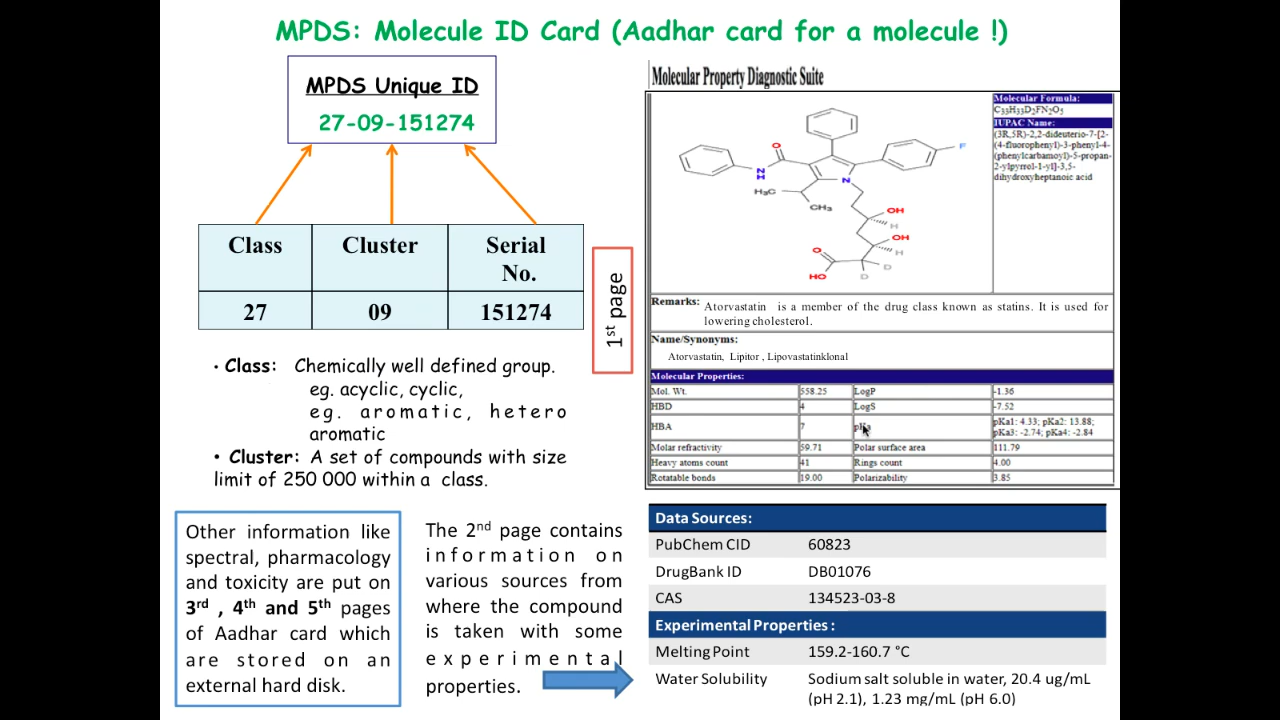 MPDS: Molecule ID Card (Aadhar card for a molecule !)
MPDS Unique ID
27-09-151274
Class Cluster Serial No.
27 09 151274
• Class: Chemically well defined group.
eg. acyclic, cyclic,
eg. aromatic, hetero
aromatic
• Cluster: A set of compounds with size
limit of 250 000 within a class.
1st page
Molecular Property Diagnostic Suite
F
O
N
H
N
H3C
CH3
OH
H
OH
H
O
D
D
HO
Molecular Formula:
C33H33D2FN2O5
IUPAC Name:
(3R,5R)-2,2-dideuterio-7-[2-
(4-fluorophenyl)-3-phenyl-4-
(phenylcarbamoyl)-5-propan-
2-ylpyrrol-1-yl]-3,5-
dihydroxyheptanoic acid
Remarks: Atorvastatin is a member of the drug class known as statins. It is used for
lowering cholesterol.
Name/Synonyms:
Atorvastatin, Lipitor , Lipovastatinklonal
Molecular Properties:
Mol. Wt. 558.25 LogP -1.36
HBD 4 LogS -7.52
HBA 7 pKa pKa1: 4.33; pKa2: 13.88;
pKa3: -2.74; pKa4: -2.84
Molar refractivity 59.71 Polar surface area 111.79
Heavy atoms count 41 Rings count 4.00
Rotatable bonds 19.00 Polarizability 3.85
Other information like
spectral, pharmacology
and toxicity are put on
3rd , 4th and 5th pages
of Aadhar card which
are stored on an
external hard disk.
The 2nd page contains
information on
various sources from
where the compound
is taken with some
experimental
properties.
Data Sources:
PubChem CID 60823
DrugBank ID DB01076
CAS 134523-03-8
Experimental Properties :
Melting Point 159.2-160.7 °C
Water Solubility Sodium salt soluble in water, 20.4 ug/mL
(pH 2.1), 1.23 mg/mL (pH 6.0)